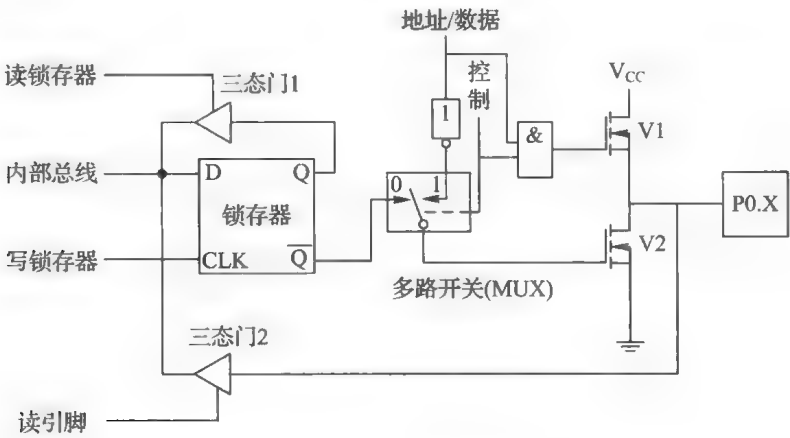 地址/数据
读锁存器
三态门1
控制
V_CC
1
&
V1
内部总线
D
Q
0
1
锁存器
P0.X
写锁存器
CLK
Q̅
V2
多路开关(MUX)
三态门2
读引脚